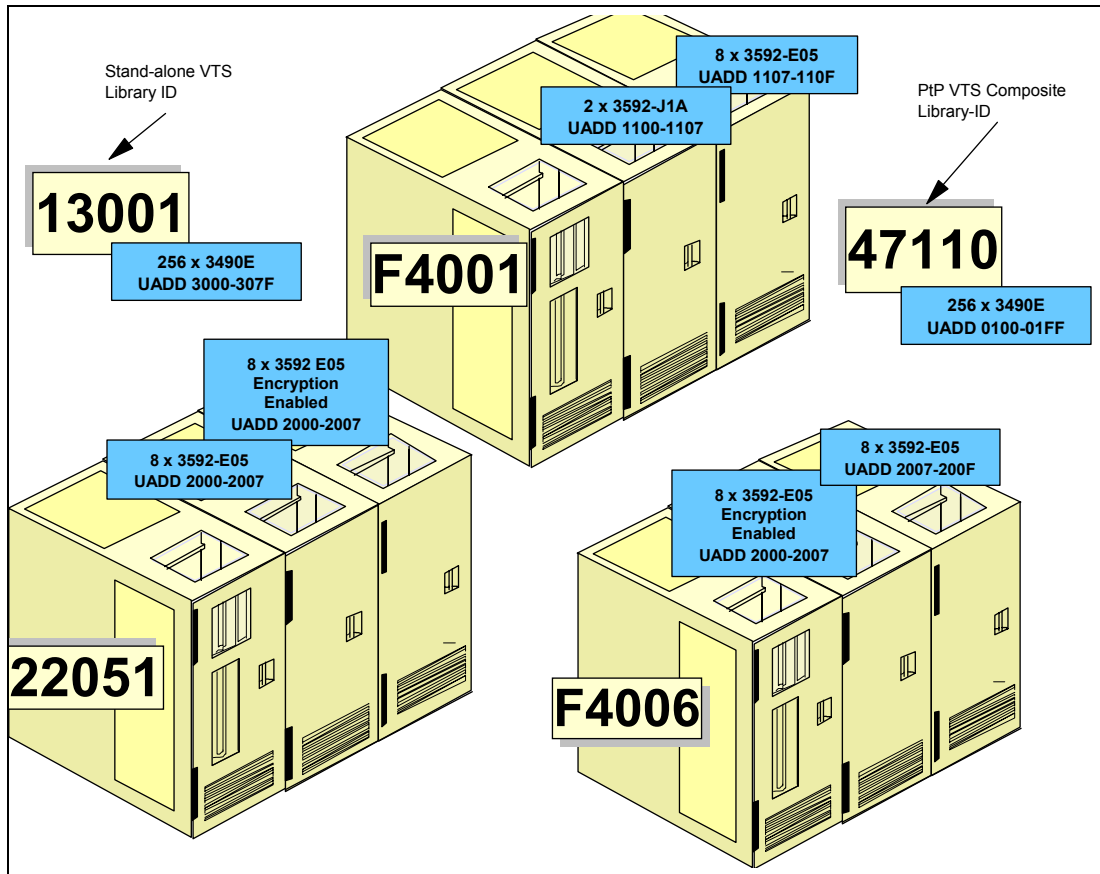 Stand-alone VTS
Library ID
13001
256 x 3490E
UADD 3000-307F
8 x 3592-E05
UADD 1107-110F
2 x 3592-J1A
UADD 1100-1107
F4001
PtP VTS Composite
Library-ID
47110
256 x 3490E
UADD 0100-01FF
8 x 3592 E05
Encryption
Enabled
UADD 2000-2007
8 x 3592-E05
UADD 2000-2007
22051
8 x 3592-E05
UADD 2007-200F
8 x 3592-E05
Encryption
Enabled
UADD 2000-2007
F4006